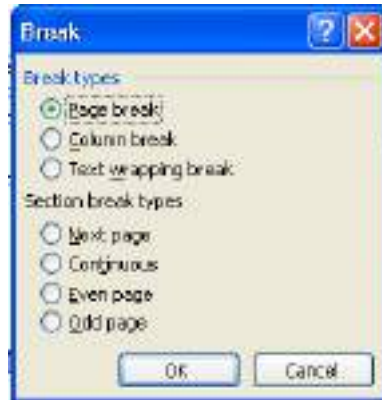 Break
Break types
Page break
Column break
Text wrapping break
Section break types
Next page
Continuous
Even page
Odd page
OK
Cancel